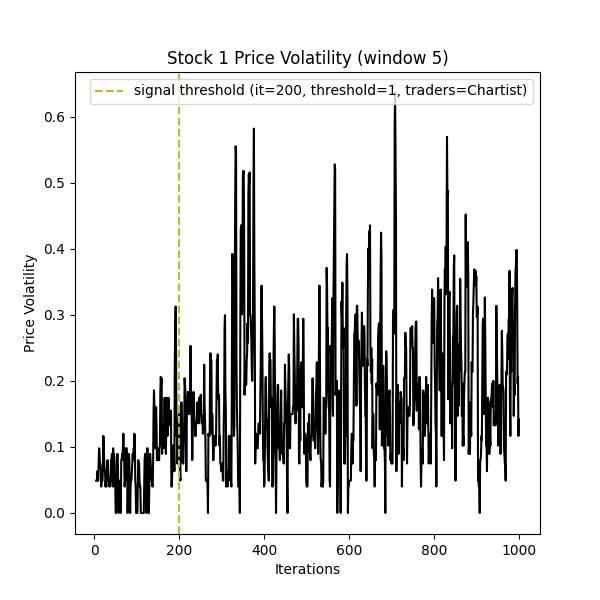 Stock 1 Price Volatility (window 5)
signal threshold (it=200, threshold=1, traders=Chartist)
0.6
0.5
0.4
0.3
0.2
0.1
0.0
Price Volatility
0 200 400 600 800 1000
Iterations